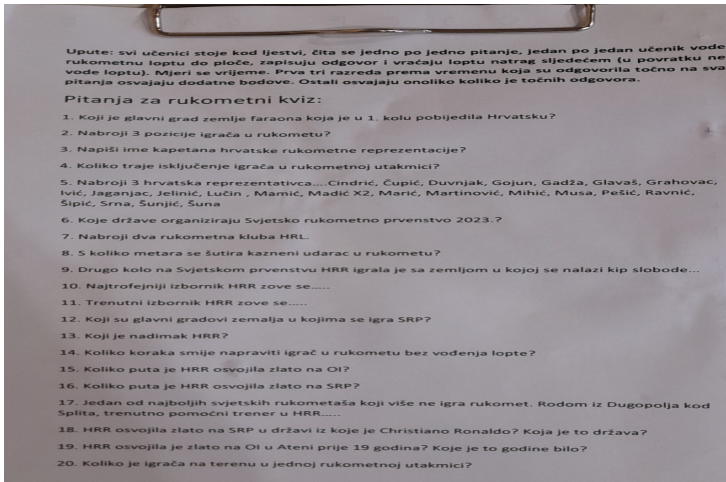 Upute: svi učenici stoje kod ljestvi, čita se jedno po jedno pitanje, jedan po jedan učenik vode
rukometnu loptu do ploče, zapisuju odgovor i vraćaju loptu natrag sljedećem (u povratku ne
vode loptu). Mjeri se vrijeme. Prva tri razreda prema vremenu koja su odgovorila točno na sva
pitanja osvajaju dodatne bodove. Ostali osvajaju onoliko koliko je točnih odgovora.
Pitanja za rukometni kviz:
1. Koji je glavni grad zemlje faraona koja je u 1. kolu pobijedila Hrvatsku?
2. Nabroji 3 pozicije igrača u rukometu?
3. Napiši ime kapetana hrvatske rukometne reprezentacije?
4. Koliko traje isključenje igrača u rukometnoj utakmici?
5. Nabroji 3 hrvatska reprezentativca....Cindrić, Čupić, Duvnjak, Gojun, Gadža, Glavaš, Grahovac,
Ivić, Jaganjac, Jelinić, Lučin , Mamić, Madić X2, Marić, Martinović, Mihić, Musa, Pešić, Ravnić,
Šipić, Srna, Šunjić, Šuna
6. Koje države organiziraju Svjetsko rukometno prvenstvo 2023.?
7. Nabroji dva rukometna kluba HRL.
8. S koliko metara se šutira kazneni udarac u rukometu?
9. Drugo kolo na Svjetskom prvenstvu HRR igrala je sa zemljom u kojoj se nalazi kip slobode...
10. Najtrofejniji izbornik HRR zove se.....
11. Trenutni izbornik HRR zove se.....
12. Koji su glavni gradovi zemalja u kojima se igra SRP?
13. Koji je nadimak HRR?
14. Koliko koraka smije napraviti igrač u rukometu bez vođenja lopte?
15. Koliko puta je HRR osvojila zlato na OI?
16. Koliko puta je HRR osvojila zlato na SRP?
17. Jedan od najboljih svjetskih rukometaša koji više ne igra rukomet. Rodom iz Dugopolja kod
Splita, trenutno pomoćni trener u HRR.....
18. HRR osvojila zlato na SRP u državi iz koje je Christiano Ronaldo? Koja je to država?
19. HRR osvojila je zlato na OI u Ateni prije 19 godina? Koje je to godine bilo?
20. Koliko je igrača na terenu u jednoj rukometnoj utakmici?